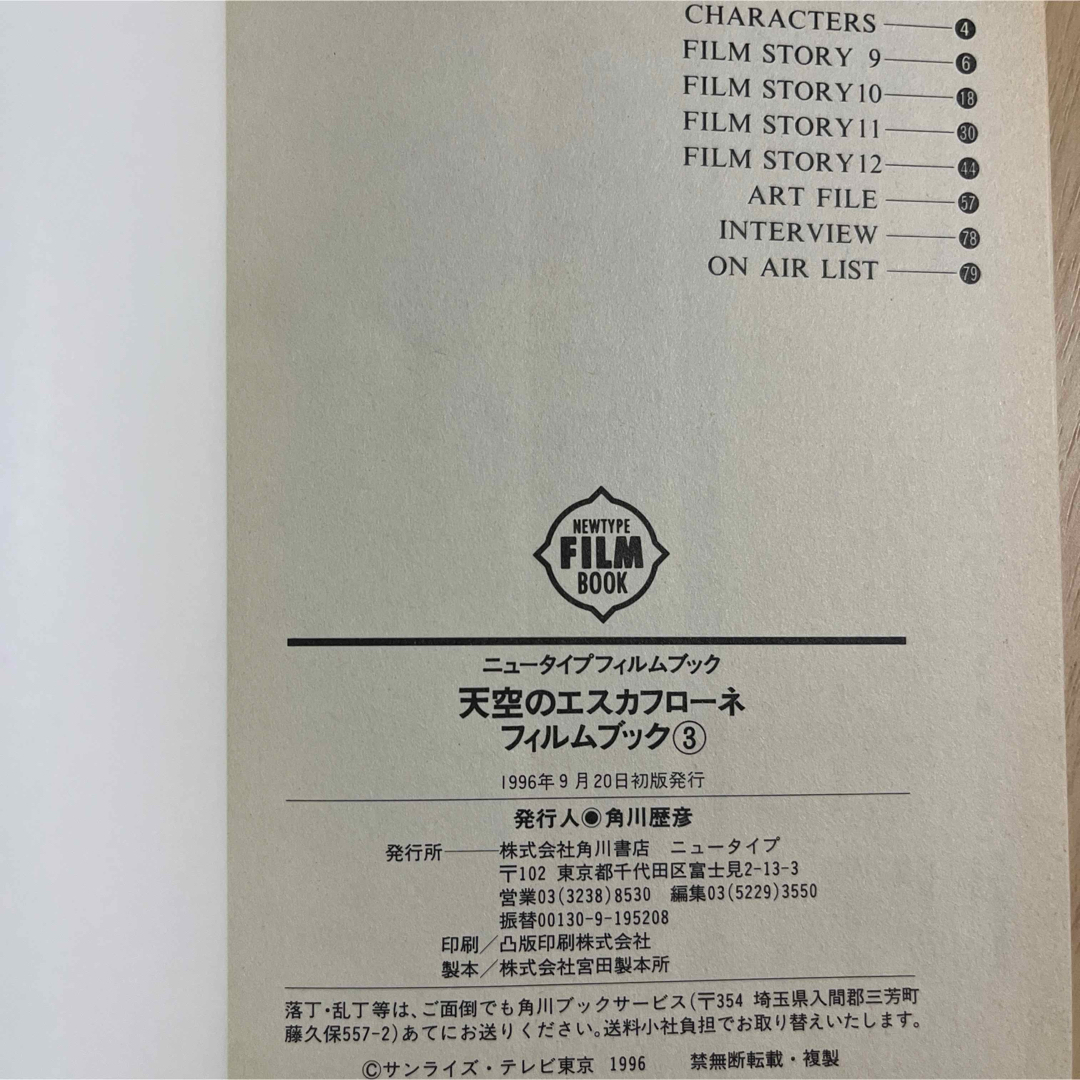 CHARACTERS 4
FILM STORY 9 6
FILM STORY10 18
FILM STORY11 30
FILM STORY12 44
ART FILE 57
INTERVIEW 78
ON AIR LIST 79
NEWTYPE
FILM
BOOK
ニュータイプフィルムブック
天空のエスカフローネ
フィルムブック③
1996年9月20日初版発行
発行人◉角川歴彦
発行所――株式会社角川書店 ニュータイプ
〒102 東京都千代田区富士見2-13-3
営業03(3238)8530 編集03(5229)3550
振替00130-9-195208
印刷/凸版印刷株式会社
製本/株式会社宮田製本所
落丁・乱丁等は、ご面倒でも角川ブックサービス(〒354 埼玉県入間郡三芳町
藤久保557-2)あてにお送りください。送料小社負担でお取り替えいたします。
©サンライズ・テレビ東京 1996 禁無断転載・複製